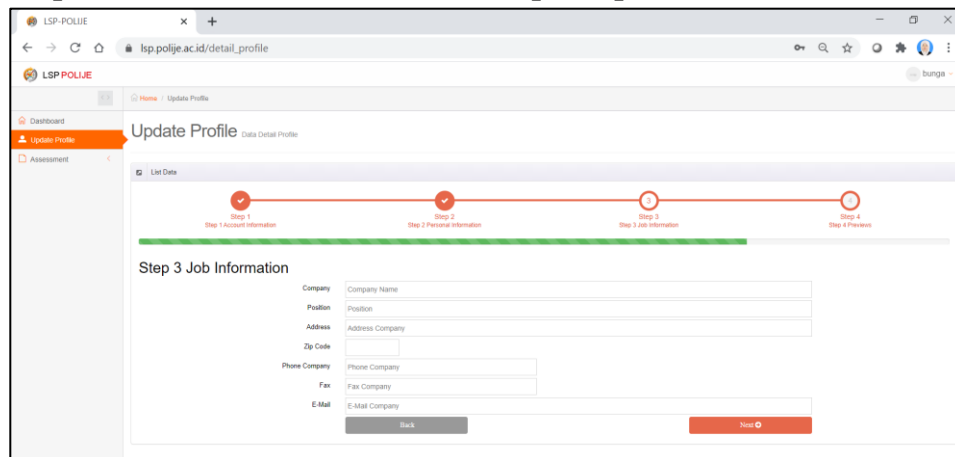 LSP-POLIJE
lsp.polije.ac.id/detail_profile
LSP POLIJE
bunga
Home / Update Profile
Dashboard
Update Profile
Assessment
Update Profile Data Detail Profile
List Data
3
4
Step 1
Step 2
Step 3
Step 4
Step 1 Account Information
Step 2 Personal Information
Step 3 Job Information
Step 4 Previews
Step 3 Job Information
Company Company Name
Position Position
Address Address Company
Zip Code
Phone Company Phone Company
Fax Fax Company
E-Mail E-Mail Company
Back Next